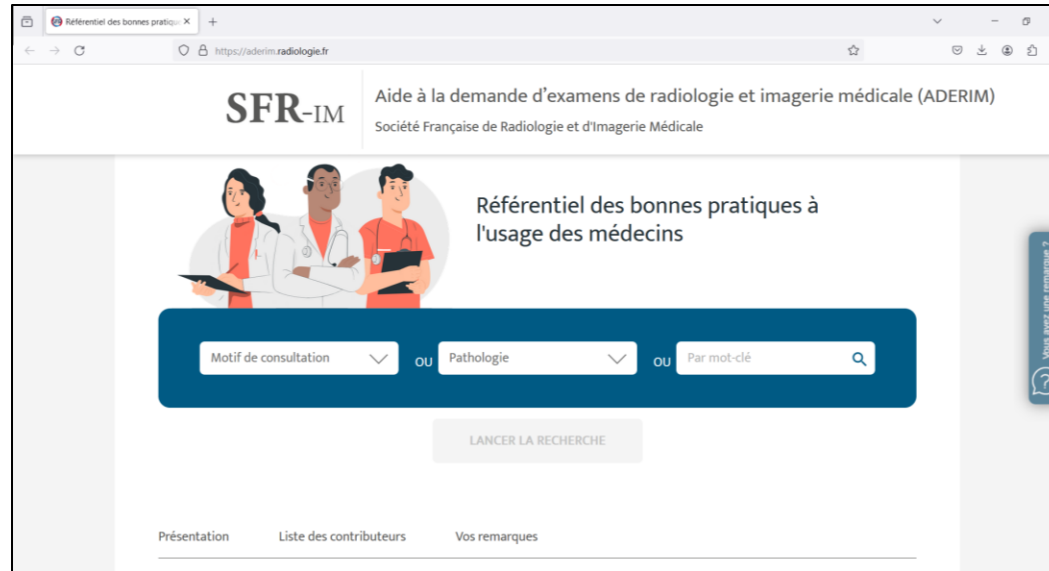 Référentiel des bonnes pratiqu
https://aderim.radiologie.fr
SFR-IM
Aide à la demande d’examens de radiologie et imagerie médicale (ADERIM)
Société Française de Radiologie et d'Imagerie Médicale
Référentiel des bonnes pratiques à
l'usage des médecins
Vous avez une remarque ?
Motif de consultation
OU
Pathologie
OU
Par mot-clé
LANCER LA RECHERCHE
Présentation
Liste des contributeurs
Vos remarques